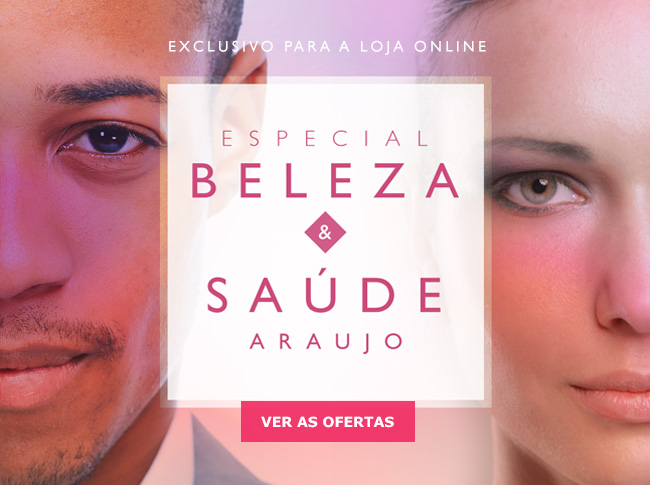 EXCLUSIVO PARA A LOJA ONLINE
ESPECIAL
BELEZA
&
SAÚDE
ARAUJO
VER AS OFERTAS